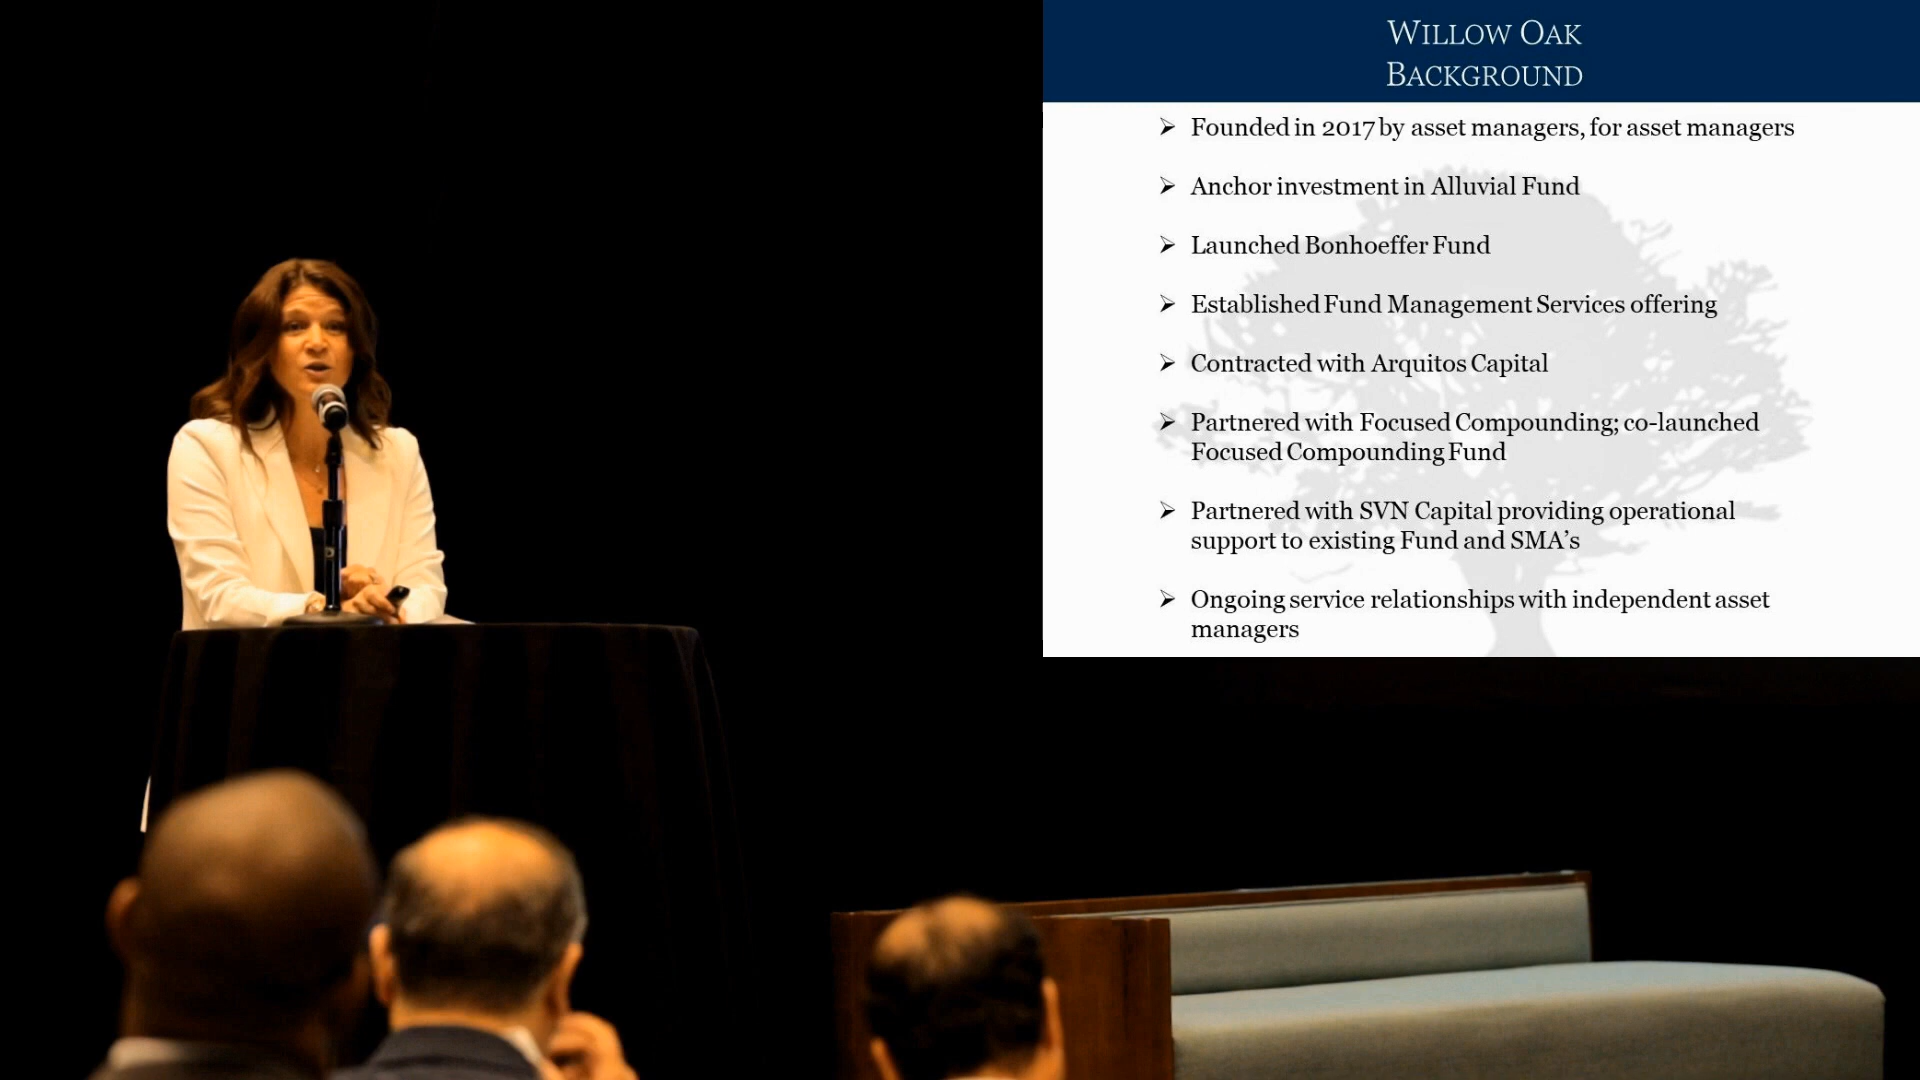 WILLOW OAK
BACKGROUND
➢ Founded in 2017 by asset managers, for asset managers
➢ Anchor investment in Alluvial Fund
➢ Launched Bonhoeffer Fund
➢ Established Fund Management Services offering
➢ Contracted with Arquitos Capital
➢ Partnered with Focused Compounding; co-launched
Focused Compounding Fund
➢ Partnered with SVN Capital providing operational
support to existing Fund and SMA’s
➢ Ongoing service relationships with independent asset
managers